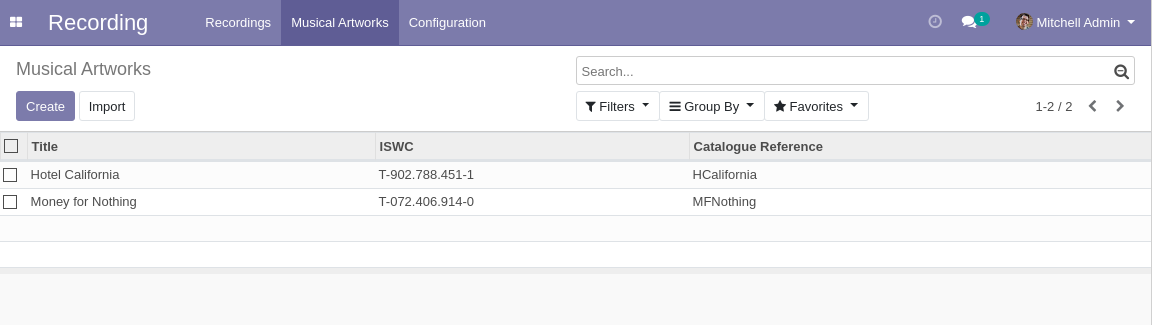 Recording Recordings Musical Artworks Configuration 1 Mitchell Admin
Musical Artworks
Search...
Create Import Filters Group By Favorites 1-2 / 2
Title ISWC Catalogue Reference
Hotel California T-902.788.451-1 HCalifornia
Money for Nothing T-072.406.914-0 MFNothing